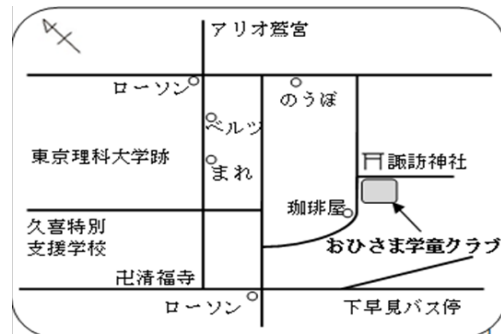 アリオ鷲宮
ローソン
のうぼ
ベルツ
東京理科大学跡
まれ
諏訪神社
珈琲屋
久喜特別
支援学校
おひさま学童クラブ
卍清福寺
ローソン
下早見バス停